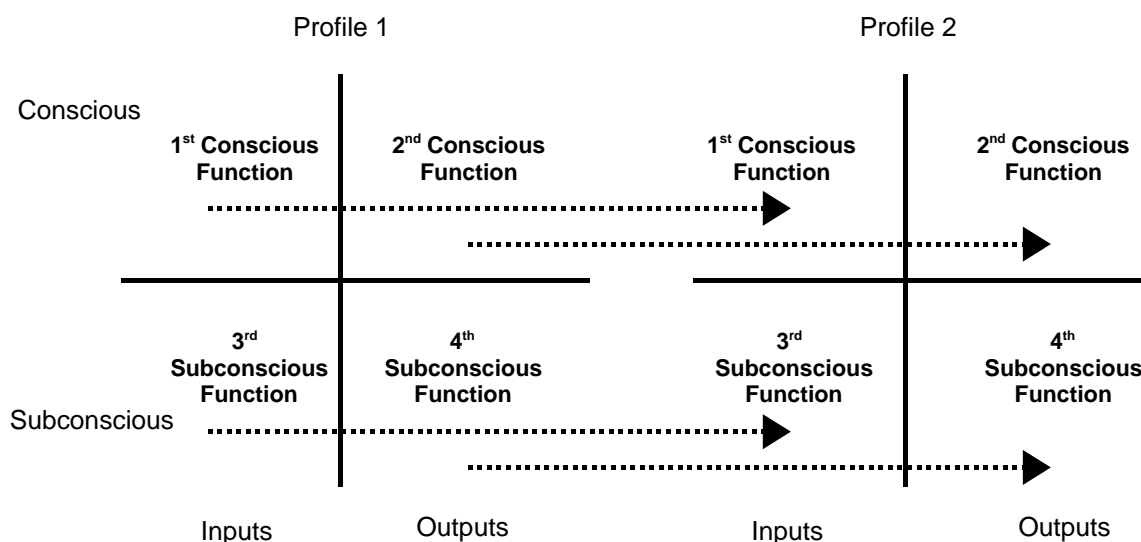 Profile 1
Profile 2
Conscious
1st Conscious
Function
2nd Conscious
Function
1st Conscious
Function
2nd Conscious
Function
3rd
Subconscious
Function
4th
Subconscious
Function
3rd
Subconscious
Function
4th
Subconscious
Function
Subconscious
Inputs
Outputs
Inputs
Outputs